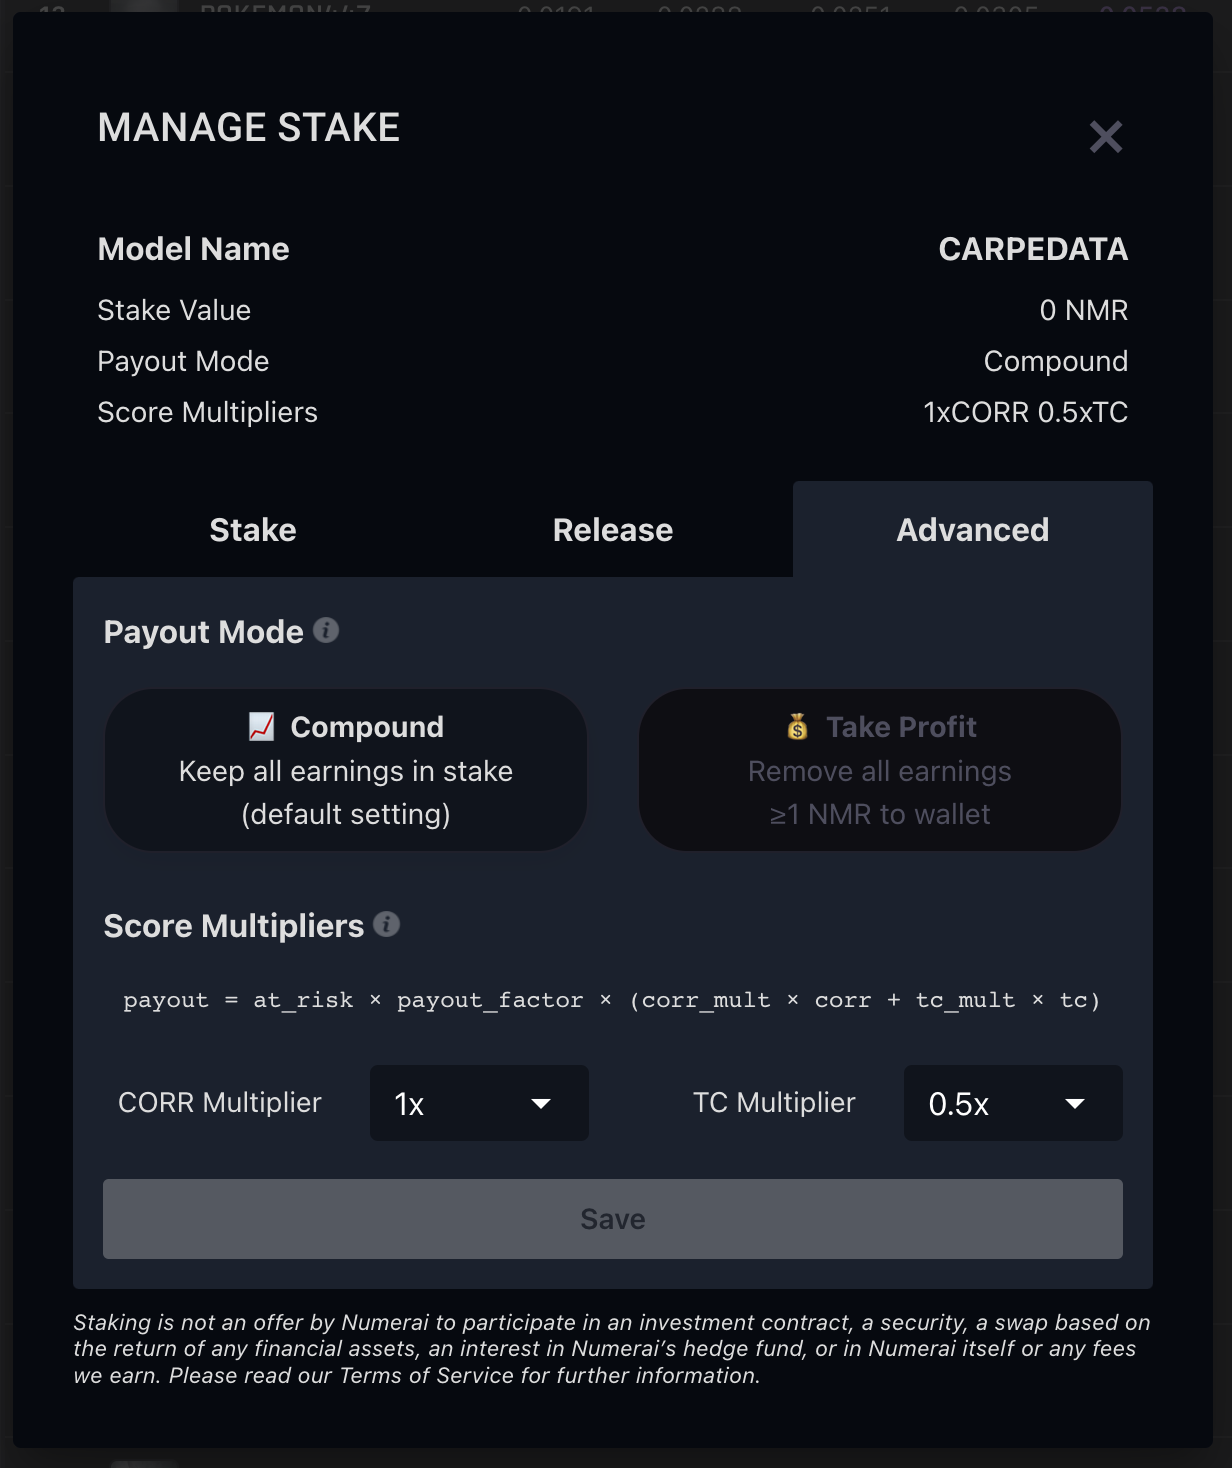 MANAGE STAKE
Model Name CARPEDATA
Stake Value 0 NMR
Payout Mode Compound
Score Multipliers 1xCORR 0.5xTC
Stake Release Advanced
Payout Mode
Compound
Keep all earnings in stake
(default setting)
Take Profit
Remove all earnings
≥1 NMR to wallet
Score Multipliers
payout = at_risk × payout_factor × (corr_mult × corr + tc_mult × tc)
CORR Multiplier 1x TC Multiplier 0.5x
Save
Staking is not an offer by Numerai to participate in an investment contract, a security, a swap based on
the return of any financial assets, an interest in Numerai’s hedge fund, or in Numerai itself or any fees
we earn. Please read our Terms of Service for further information.